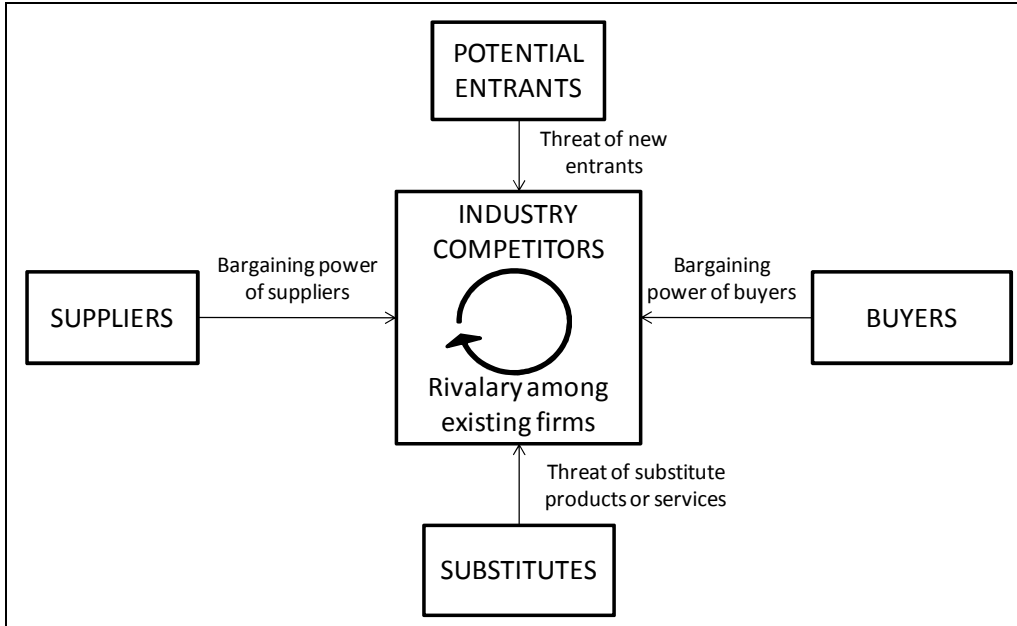 POTENTIAL
ENTRANTS
Threat of new
entrants
INDUSTRY
COMPETITORS
Bargaining power
of suppliers
Bargaining
power of buyers
SUPPLIERS
BUYERS
Rivalary among
existing firms
Threat of substitute
products or services
SUBSTITUTES